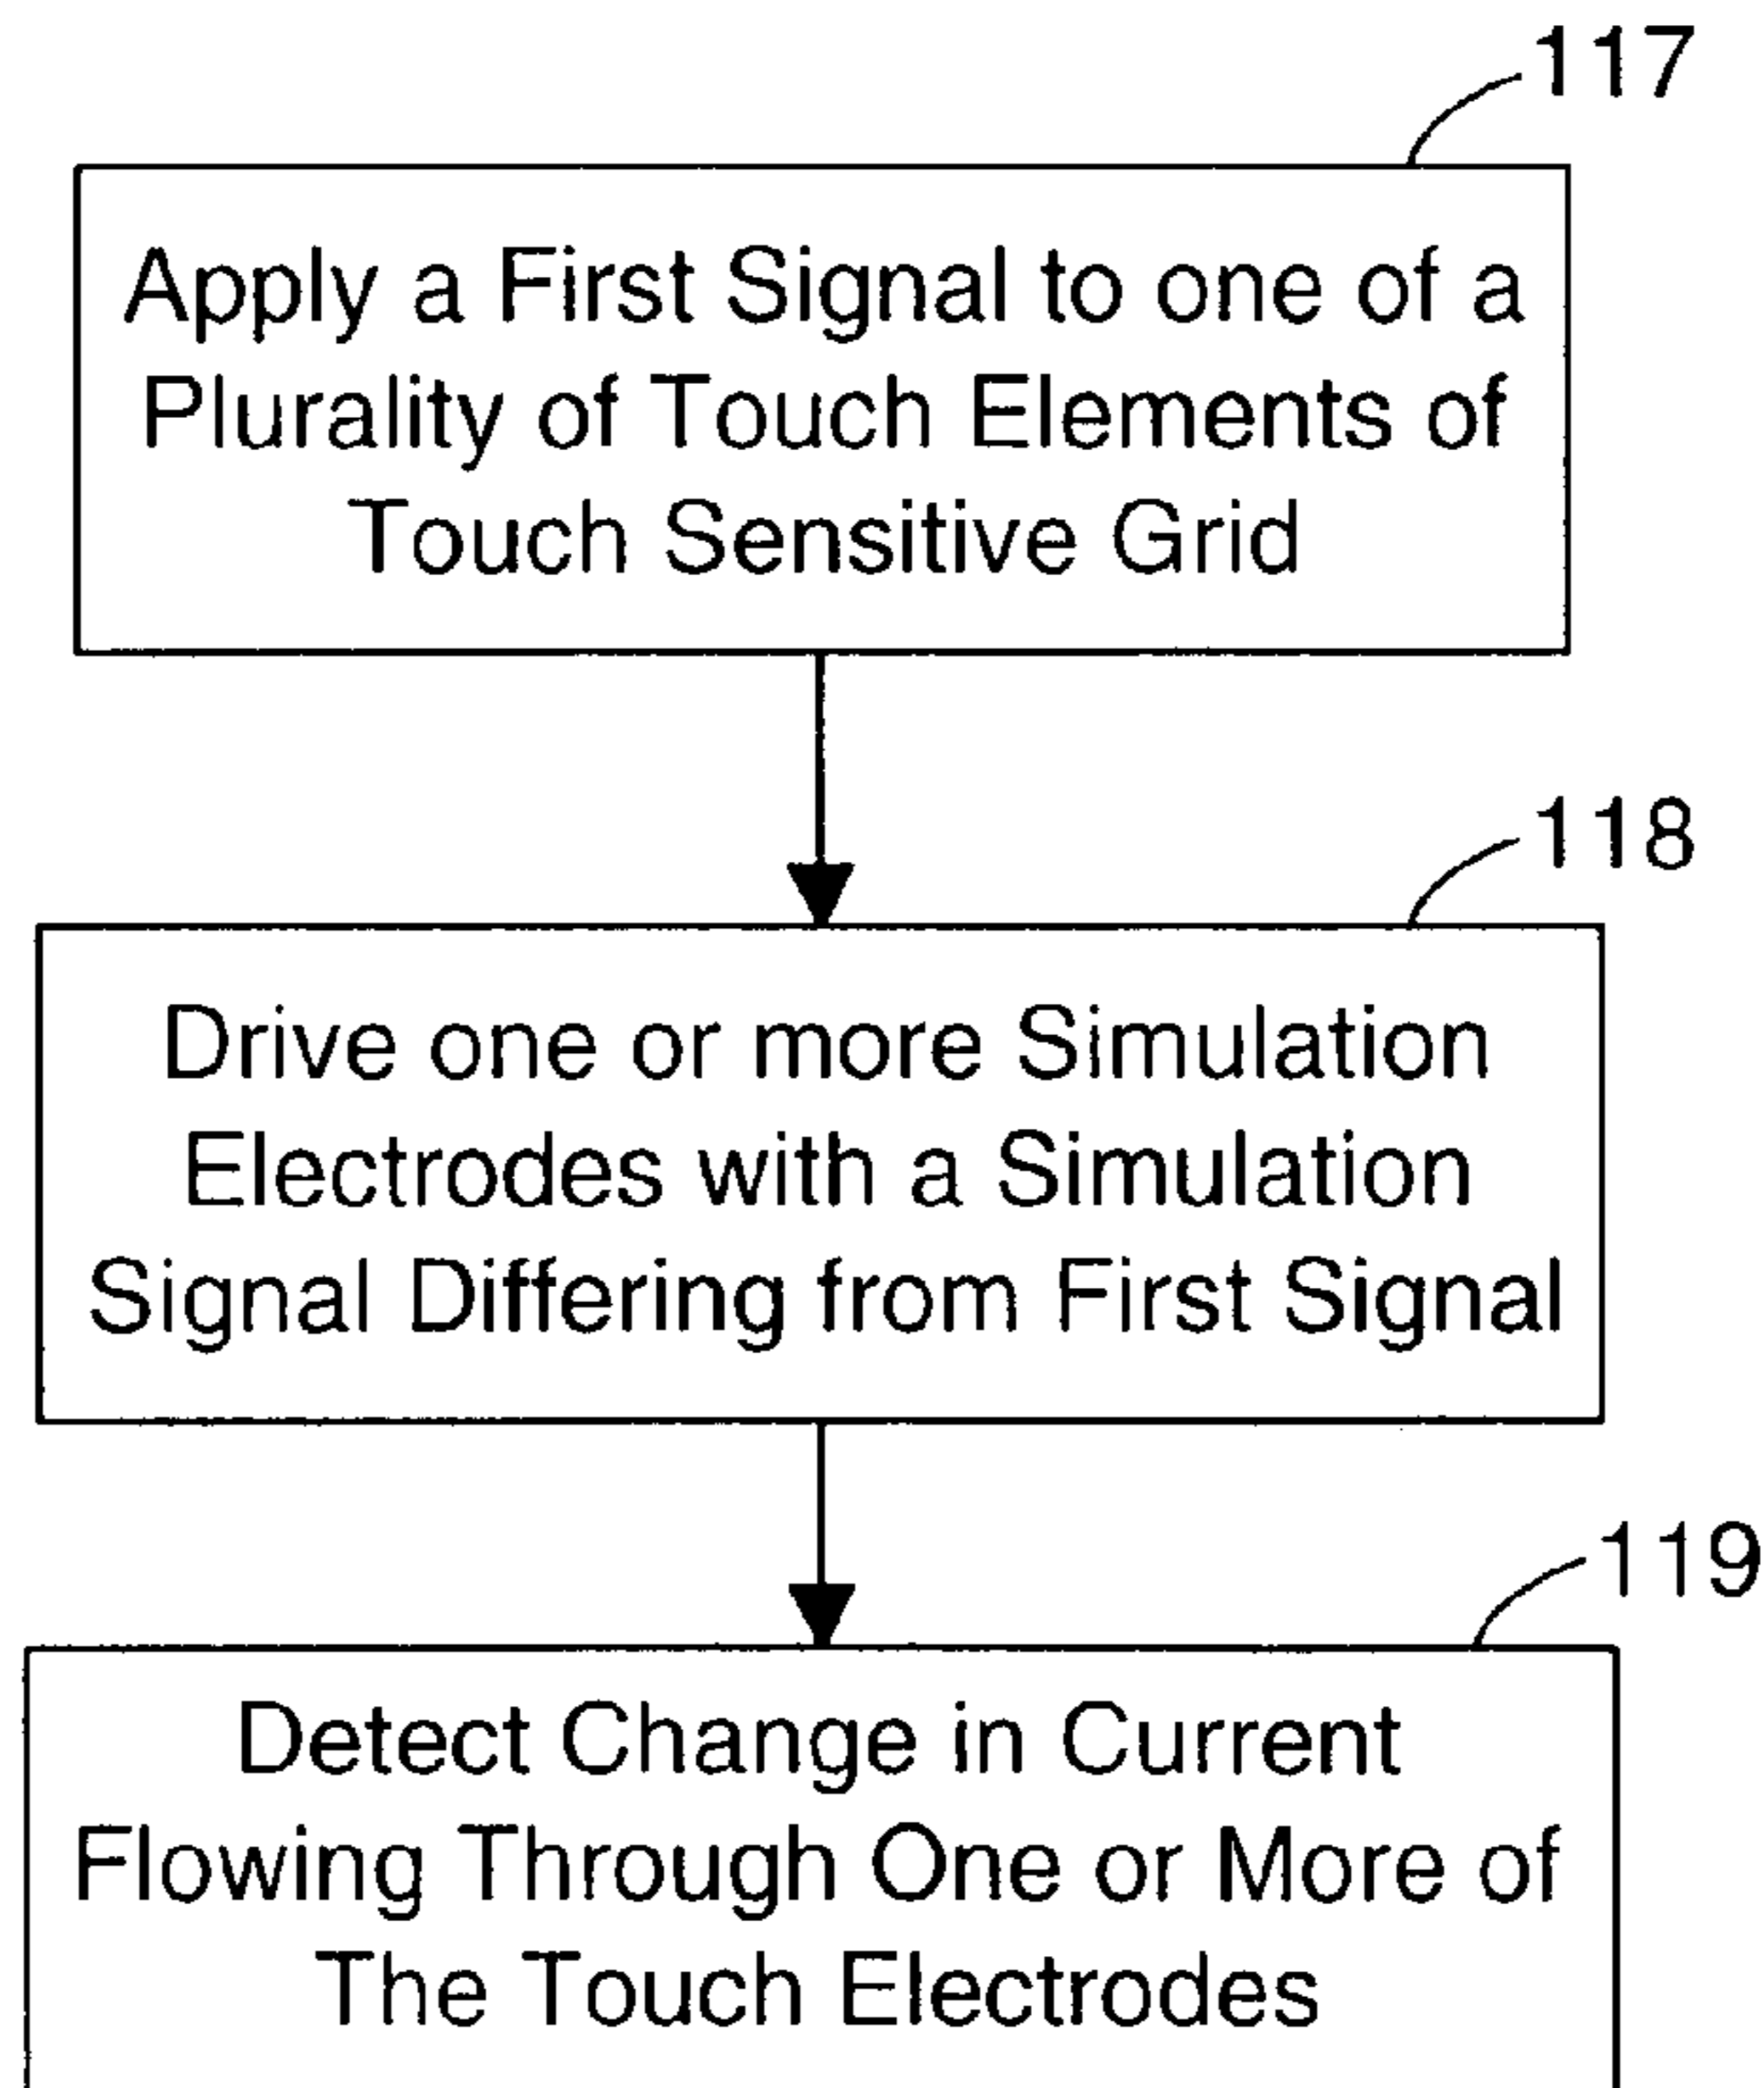 117
Apply a First Signal to one of a
Plurality of Touch Elements of
Touch Sensitive Grid
118
Drive one or more Simulation
Electrodes with a Simulation
Signal Differing from First Signal
119
Detect Change in Current
Flowing Through One or More of
The Touch Electrodes